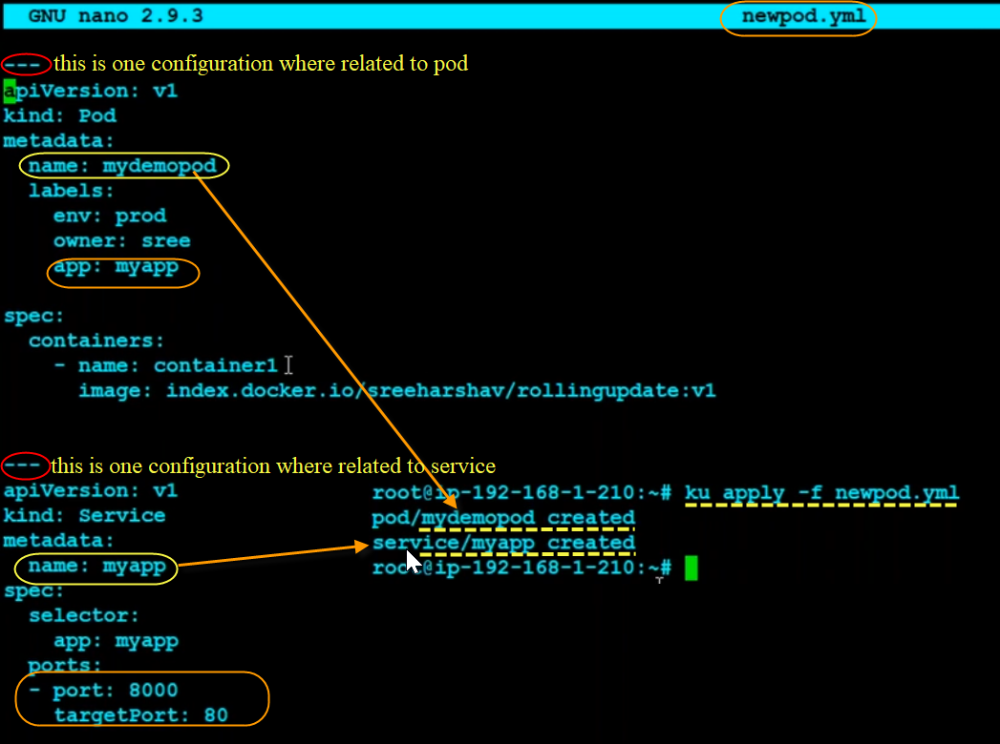 GNU nano 2.9.3 newpod.yml
--- this is one configuration where related to pod
apiVersion: v1
kind: Pod
metadata:
name: mydemopod
labels:
env: prod
owner: sree
app: myapp
spec:
containers:
- name: container1
image: index.docker.io/sreeharshav/rollingupdate:v1
--- this is one configuration where related to service
apiVersion: v1
kind: Service
metadata:
name: myapp
spec:
selector:
app: myapp
ports:
- port: 8000
targetPort: 80
root@ip-192-168-1-210:~# ku apply -f newpod.yml
pod/mydemopod created
service/myapp created
root@ip-192-168-1-210:~#